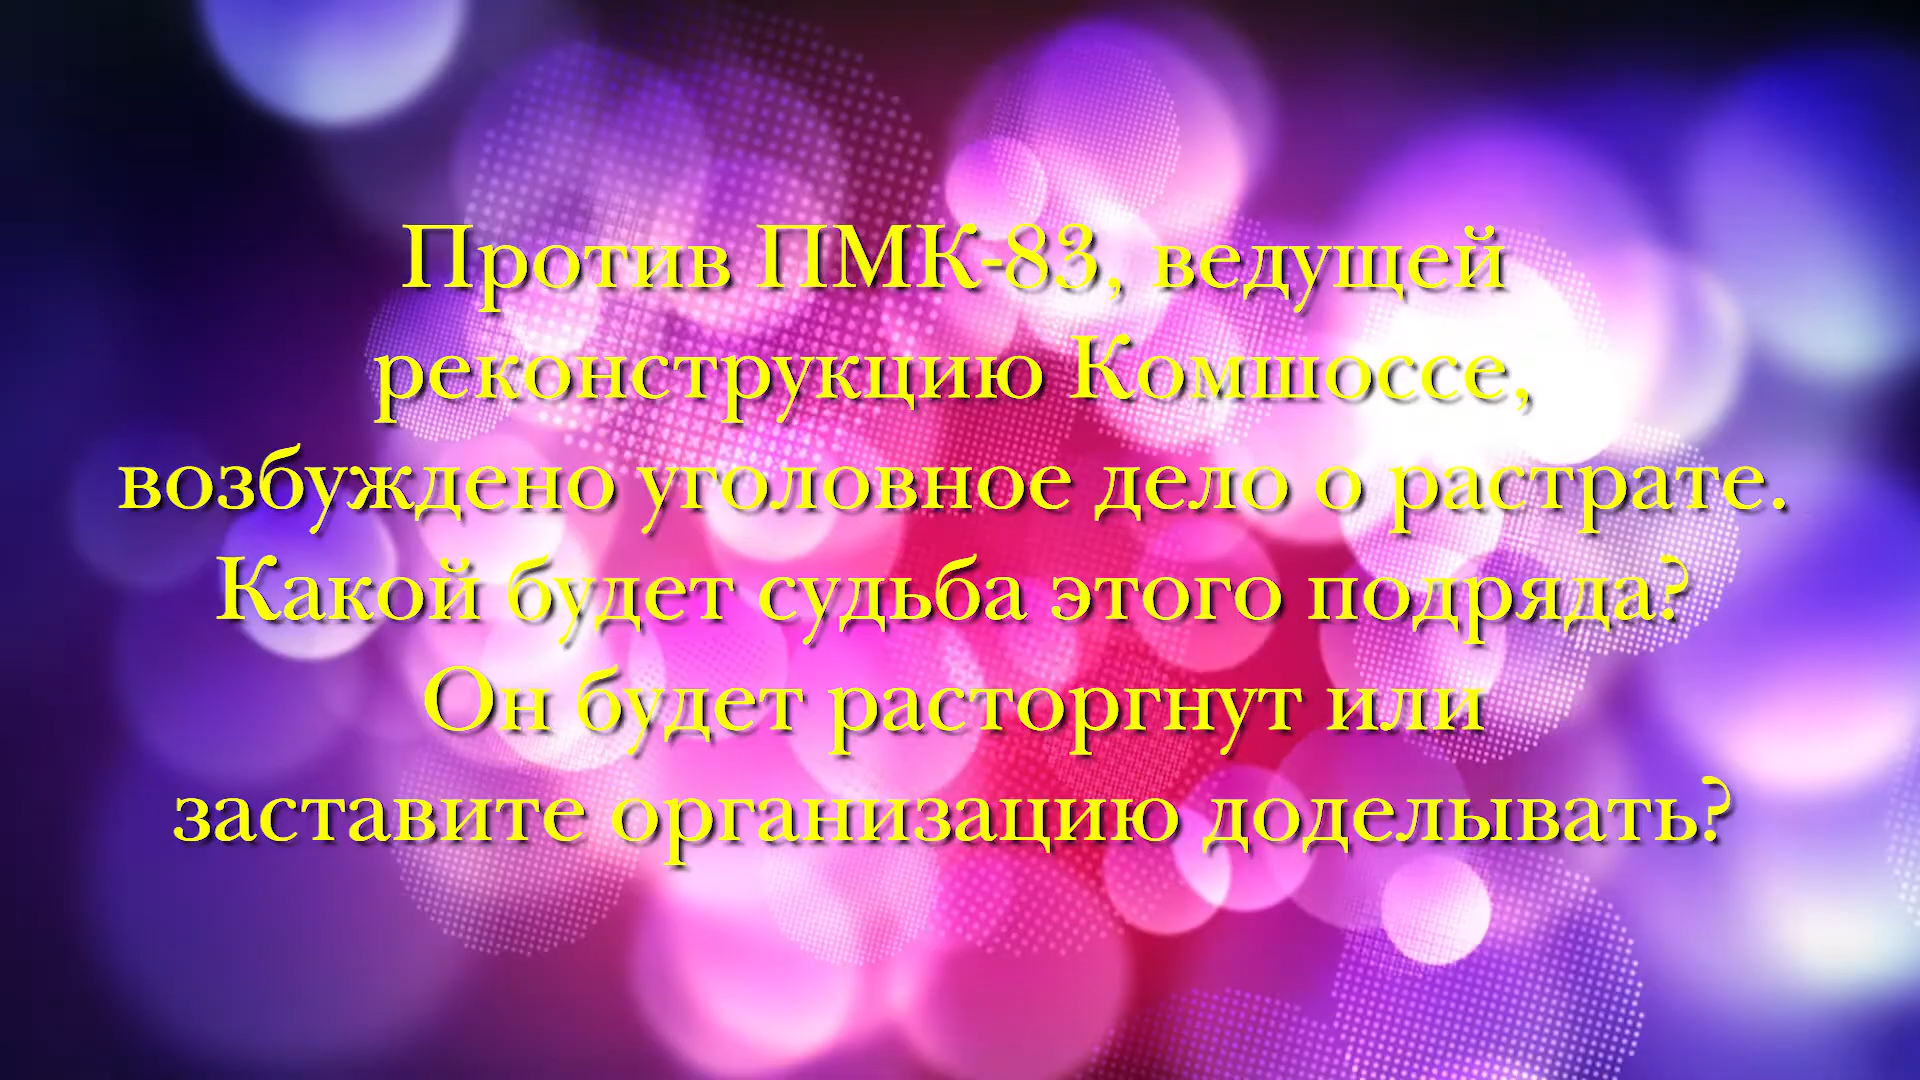 Против ПМК-83, ведущей
реконструкцию Комшоссе,
возбуждено уголовное дело о растрате.
Какой будет судьба этого подряда?
Он будет расторгнут или
заставите организацию доделывать?